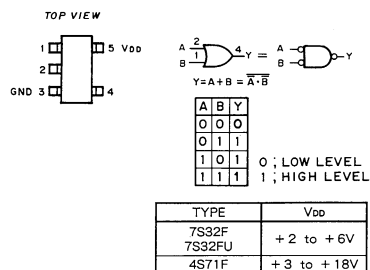 TOP VIEW
1
5 VDD
2
GND 3
4
A 2
B 1
4 Y = A B Y
Y=A+B = A·B
A B Y
0 0 0
0 1 1
1 0 1
1 1 1
0 ; LOW LEVEL
1 ; HIGH LEVEL
TYPE VDD
7S32F
7S32FU
+2 to +6V
4S71F +3 to +18V